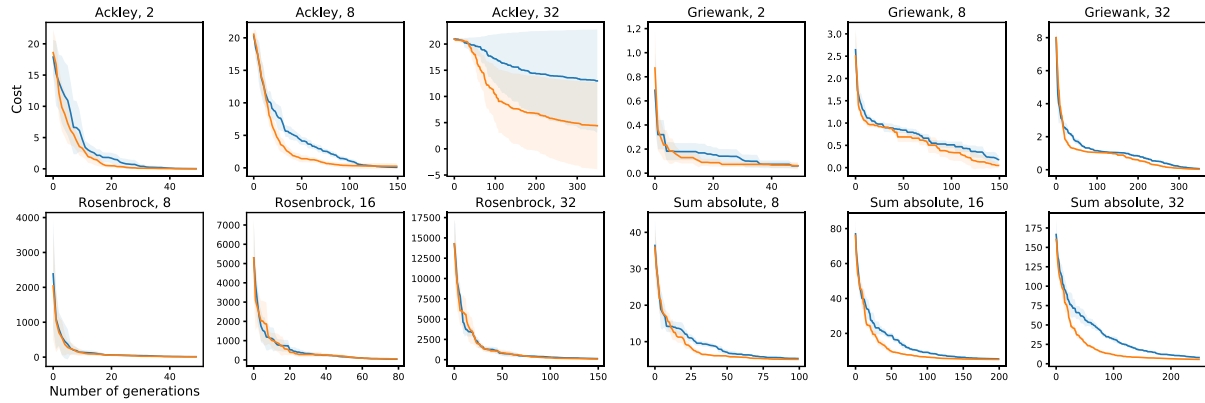 Ackley, 2
Ackley, 8
Ackley, 32
Griewank, 2
Griewank, 8
Griewank, 32
Cost
20
15
10
5
0
0 20 40
20
15
10
5
0
0 50 100 150
25
20
15
10
5
0
−5
0 100 200 300
1,2
1,0
0,8
0,6
0,4
0,2
0,0
0 20 40
3,0
2,5
2,0
1,5
1,0
0,5
0,0
0 50 100 150
8
6
4
2
0
0 100 200 300
Rosenbrock, 8
Rosenbrock, 16
Rosenbrock, 32
Sum absolute, 8
Sum absolute, 16
Sum absolute, 32
4000
3000
2000
1000
0
0 20 40
Number of generations
7000
6000
5000
4000
3000
2000
1000
0
0 20 40 60 80
17500
15000
12500
10000
7500
5000
2500
0
0 50 100 150
40
30
20
10
0 25 50 75 100
80
60
40
20
0 50 100 150 200
175
150
125
100
75
50
25
0
0 100 200